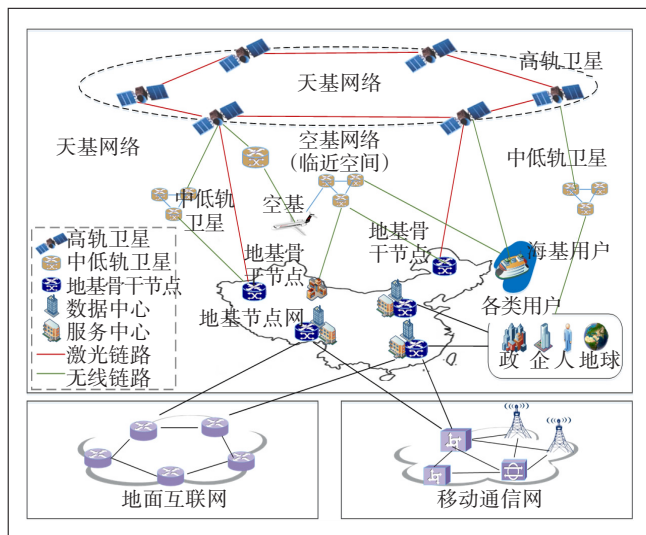 高轨卫星
天基网络
天基网络
空基网络
（临近空间）
中低轨卫星
中低轨
卫星
空基
地基骨
干节点
地基骨
干节点
海基用户
高轨卫星
中低轨卫星
地基骨干节点
数据中心
服务中心
激光链路
无线链路
地基节点网
各类用户
政 企 人 地球
地面互联网
移动通信网